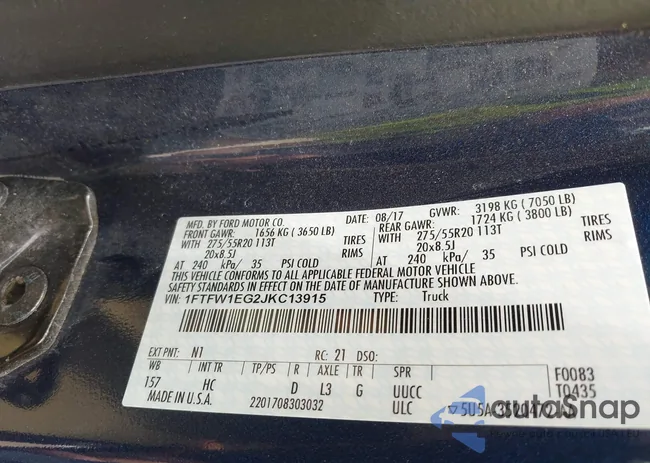 MFD. BY FORD MOTOR CO.
DATE: 08/17 GVWR: 3198 KG ( 7050 LB)
FRONT GAWR: 1656 KG ( 3650 LB) REAR GAWR: 1724 KG ( 3800 LB)
WITH 275/55R20 113T TIRES WITH 275/55R20 113T TIRES
20x8.5J RIMS 20x8.5J RIMS
AT 240 kPa/ 35 PSI COLD AT 240 kPa/ 35 PSI COLD
THIS VEHICLE CONFORMS TO ALL APPLICABLE FEDERAL MOTOR VEHICLE
SAFETY STANDARDS IN EFFECT ON THE DATE OF MANUFACTURE SHOWN ABOVE.
VIN: 1FTFW1EG2JKC13915 TYPE: Truck
EXT PNT: N1 RC: 21 DSO:
WB INT TR TP/PS R AXLE TR SPR F0083
157 HC D L3 G UUCC T0435
MADE IN U.S.A. 2201708303032 ULC
autoSnap